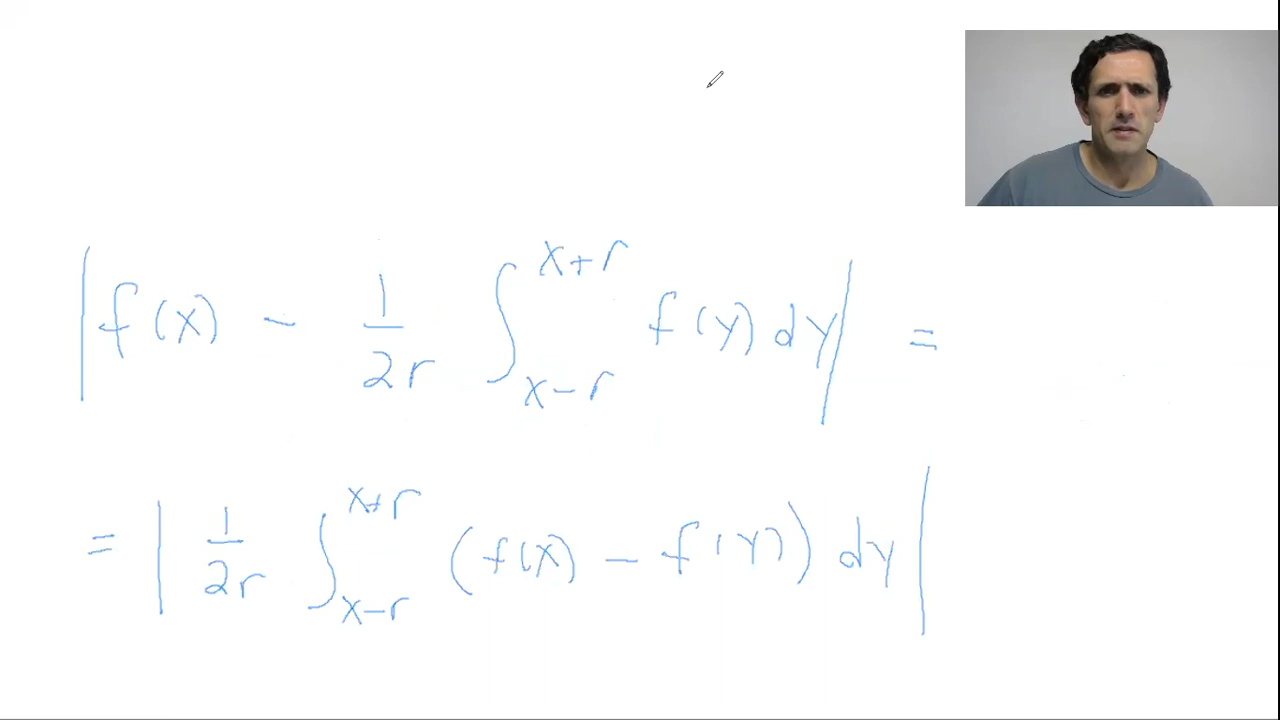 |f(x) - 1/2r ∫_{x-r}^{x+r} f(y) dy| =
= |1/2r ∫_{x-r}^{x+r} (f(x) - f(y)) dy|